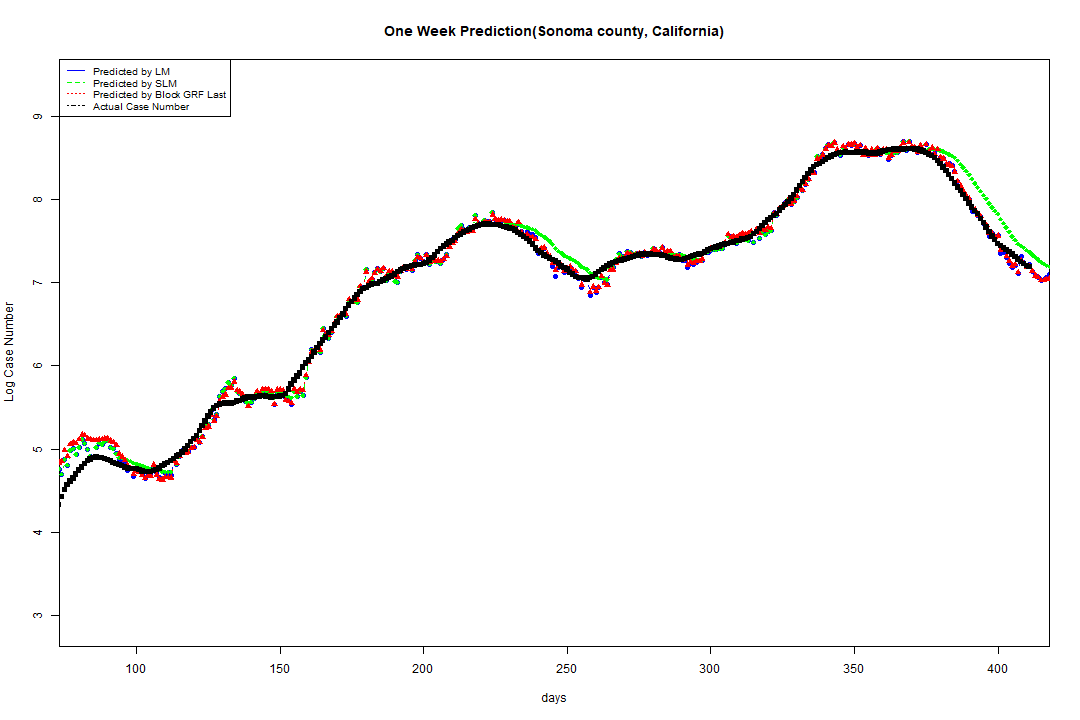 One Week Prediction(Sonoma county, California)
Predicted by LM
Predicted by SLM
Predicted by Block GRF Last
Actual Case Number
9
8
7
6
5
4
3
Log Case Number
100 150 200 250 300 350 400
days